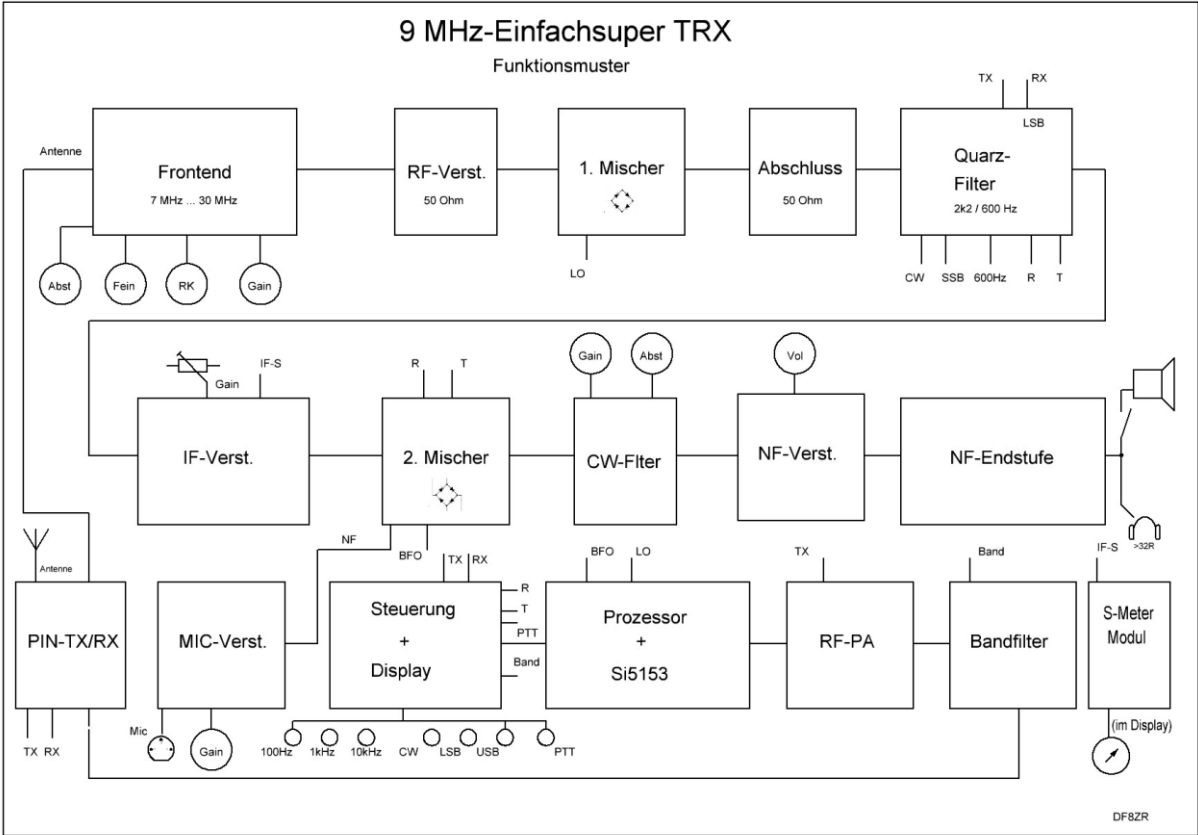 9 MHz-Einfachsuper TRX
Funktionsmuster
TX RX
LSB
Antenne
Frontend
7 MHz ... 30 MHz
RF-Verst.
50 Ohm
1. Mischer
Abschluss
50 Ohm
Quarz-
Filter
2k2 / 600 Hz
LO
CW SSB 600Hz R T
Abst Fein RK Gain
Gain
IF-S
R T
Gain Abst
Vol
IF-Verst.
2. Mischer
CW-Flter
NF-Verst.
NF-Endstufe
>32R
NF
BFO
Antenne
PIN-TX/RX
TX RX
MIC-Verst.
Mic
Gain
TX RX
Steuerung
+
Display
R
T
PTT
Band
100Hz 1kHz 10kHz CW LSB USB PTT
BFO LO
Prozessor
+
Si5153
TX
RF-PA
Band
Bandfilter
IF-S
S-Meter
Modul
(im Display)
DF8ZR